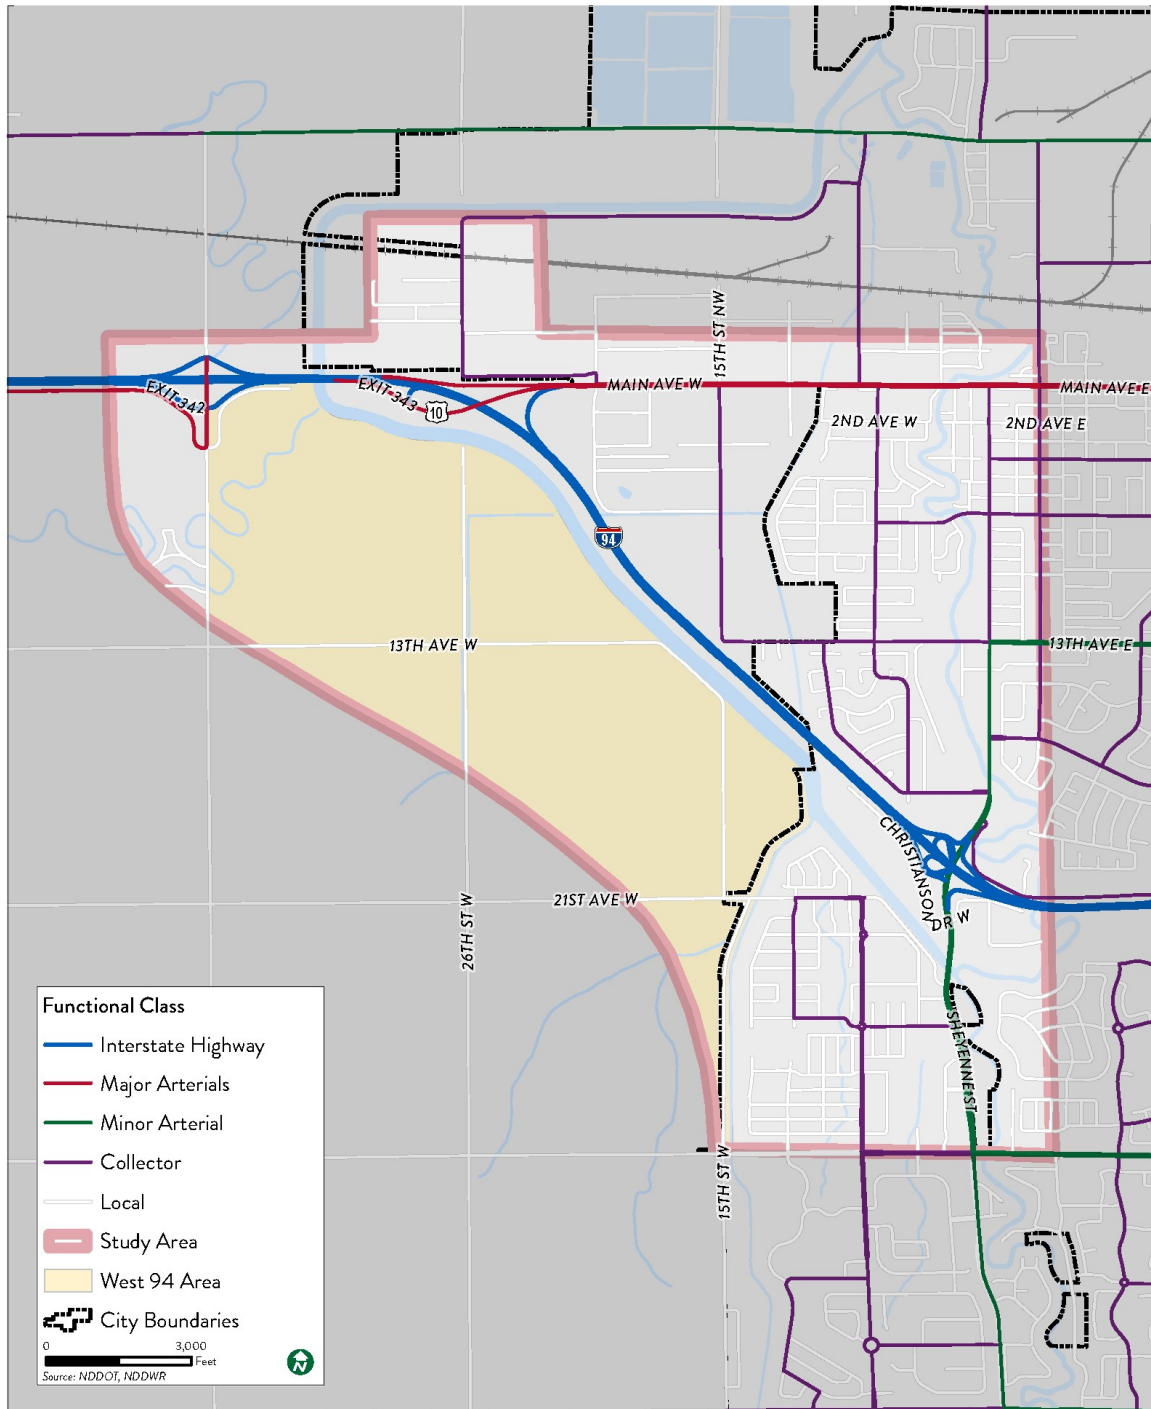 15TH ST NW
EXIT 342
EXIT 343
10
MAIN AVE W
MAIN AVE E
2ND AVE W
2ND AVE E
94
13TH AVE W
13TH AVE E
CHRISTIANSON
DR W
21ST AVE W
26TH ST W
SHEYENNE ST
15TH ST W
Functional Class
Interstate Highway
Major Arterials
Minor Arterial
Collector
Local
Study Area
West 94 Area
City Boundaries
0 3,000
Feet
Source: NDDOT, NDDWR
N